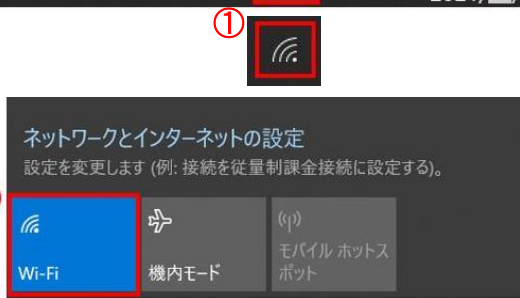 ①
ネットワークとインターネットの設定
設定を変更します (例: 接続を従量制課金接続に設定する)。
Wi-Fi
機内モード
モバイル ホットス
ポット